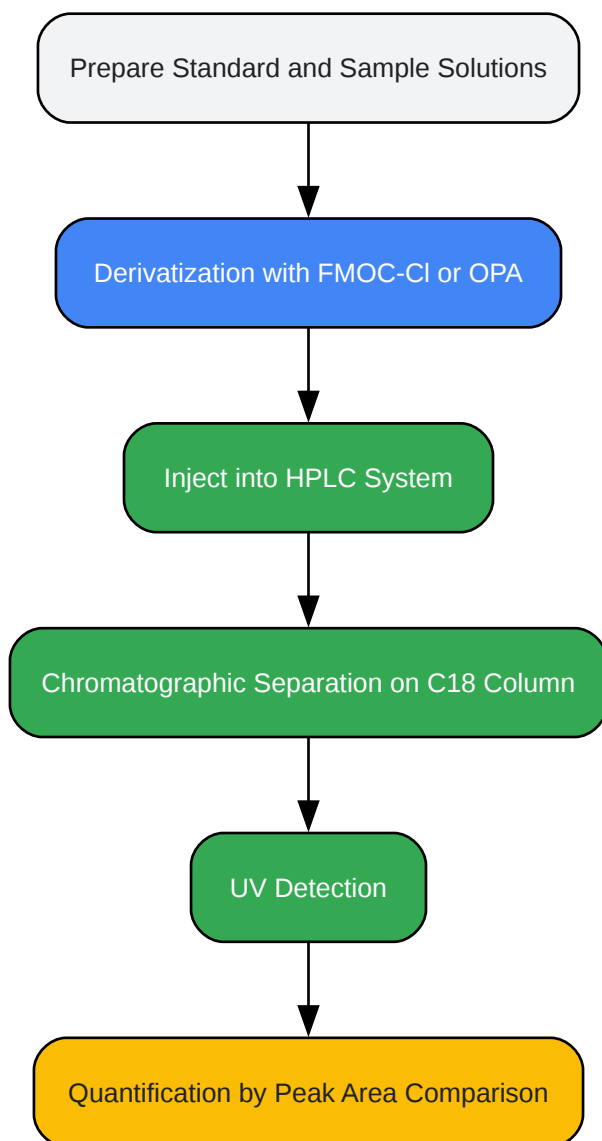 Prepare Standard and Sample Solutions
Derivatization with FMOC-Cl or OPA
Inject into HPLC System
Chromatographic Separation on C18 Column
UV Detection
Quantification by Peak Area Comparison